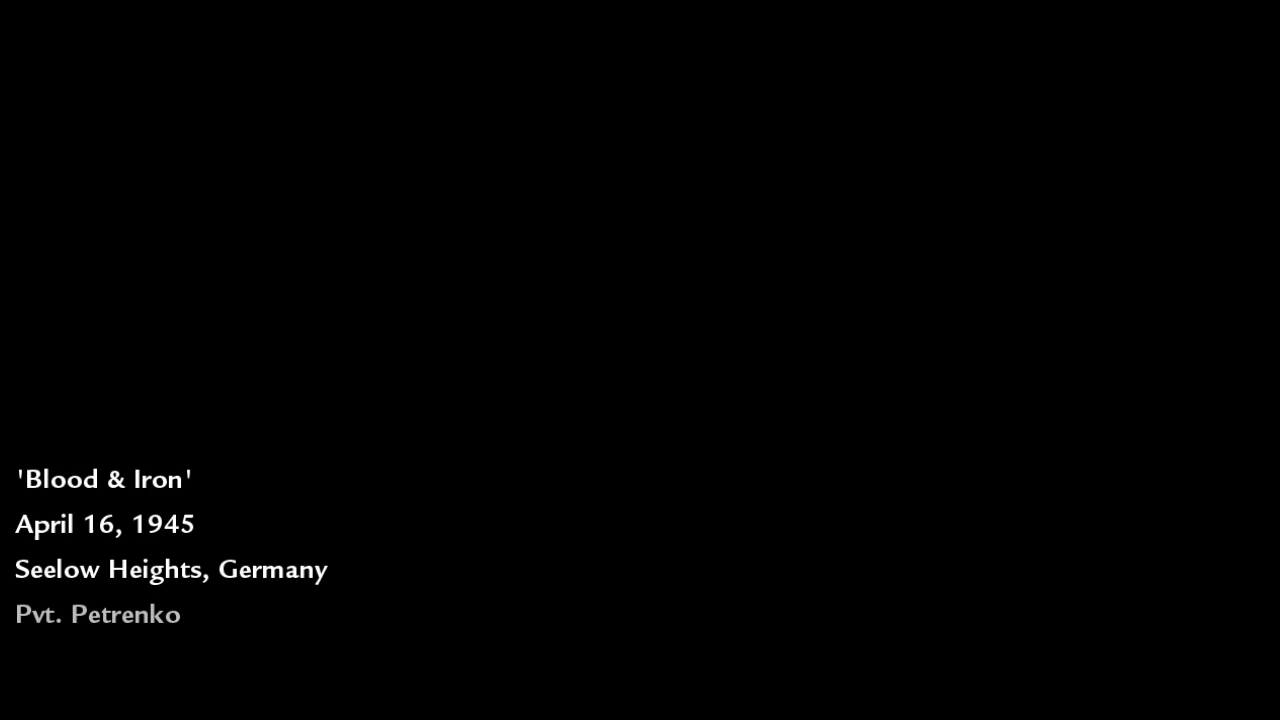 'Blood & Iron'
April 16, 1945
Seelow Heights, Germany
Pvt. Petrenko